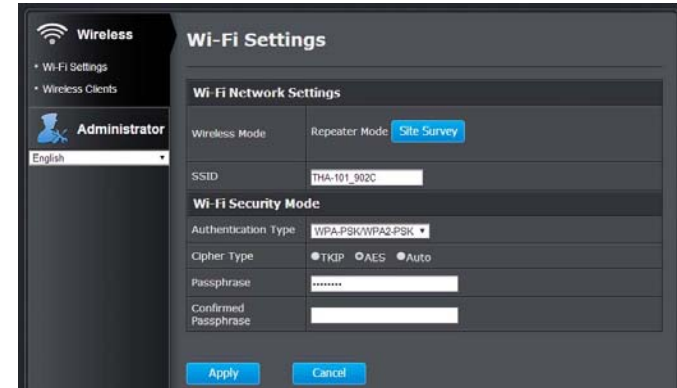 Wireless
• Wi-Fi Settings
• Wireless Clients
Administrator
English
Wi-Fi Settings
Wi-Fi Network Settings
Wireless Mode Repeater Mode Site Survey
SSID THA-101_902C
Wi-Fi Security Mode
Authentication Type WPA-PSK/WPA2-PSK
Cipher Type TKIP AES Auto
Passphrase ••••••••
Confirmed
Passphrase
Apply Cancel